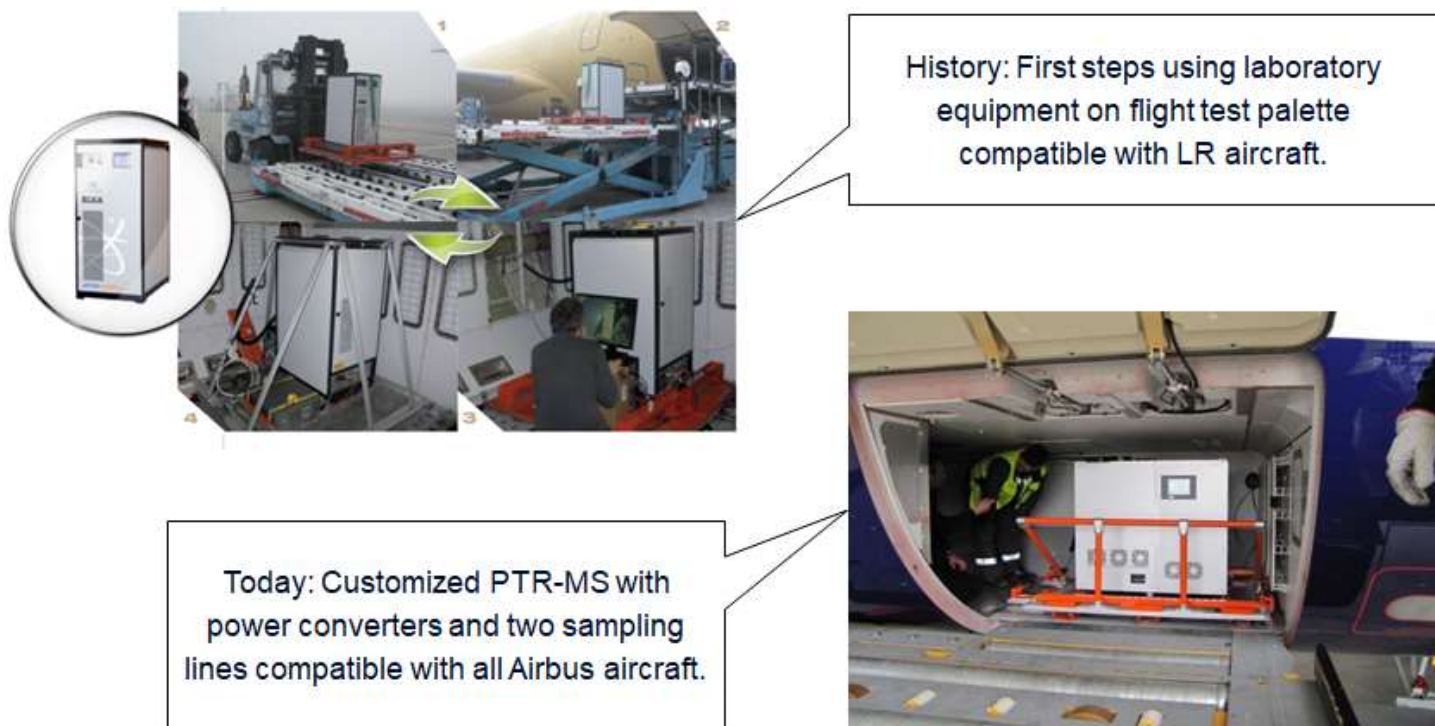 1
2
History: First steps using laboratory
equipment on flight test palette
compatible with LR aircraft.
4
3
Today: Customized PTR-MS with
power converters and two sampling
lines compatible with all Airbus aircraft.